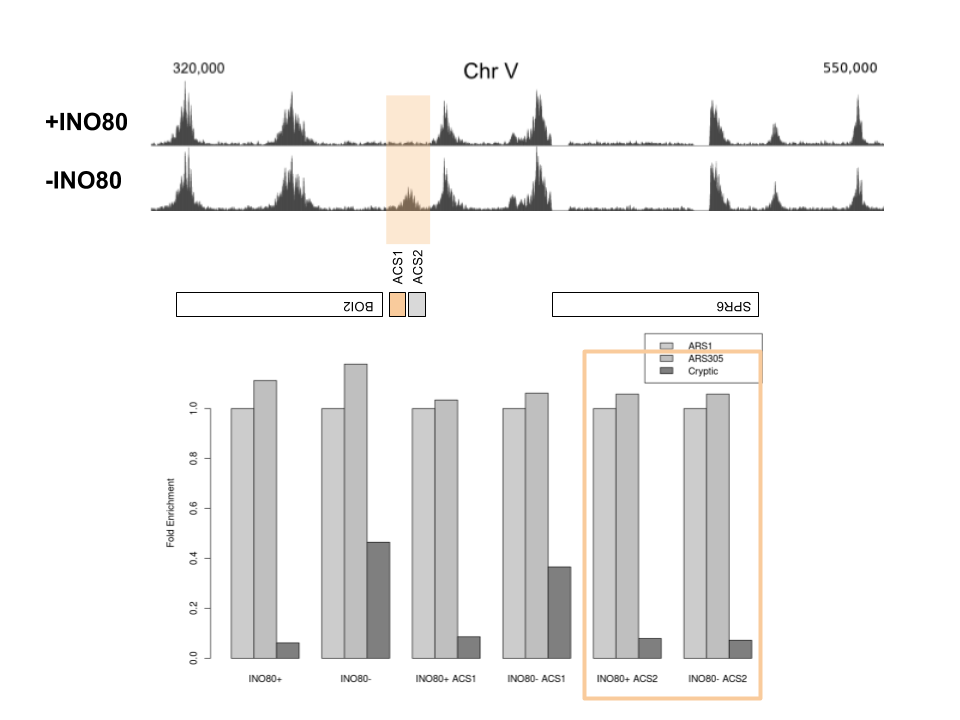 320,000
Chr V
550,000
+INO80
-INO80
ACS1
ACS2
BOI2
SPR6
ARS1
ARS305
Cryptic
Fold Enrichment
1.0
0.8
0.6
0.4
0.2
0.0
INO80+
INO80-
INO80+ ACS1
INO80- ACS1
INO80+ ACS2
INO80- ACS2